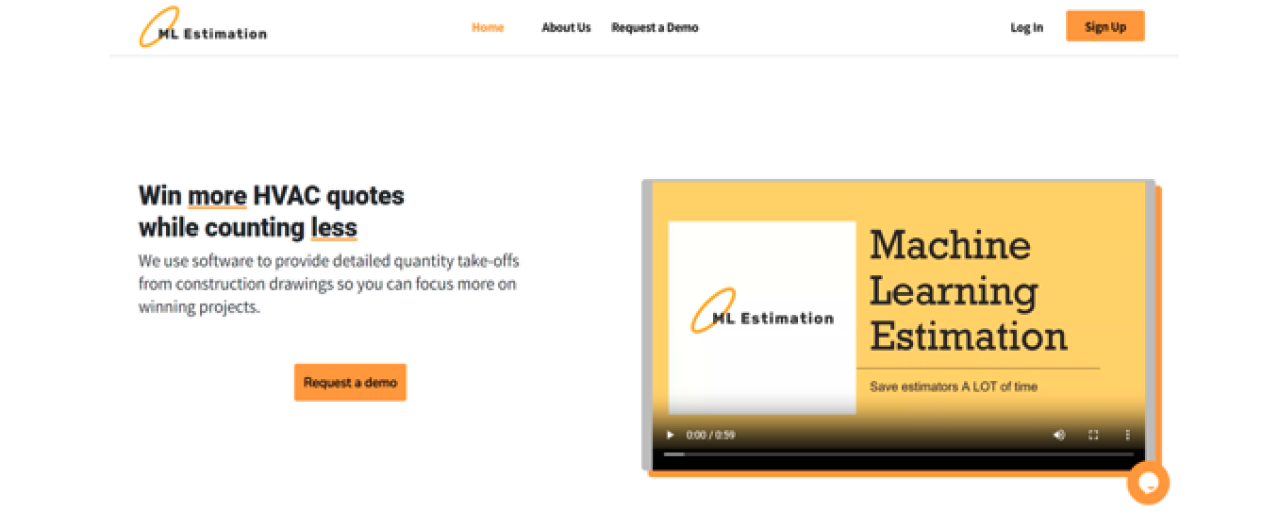 ML Estimation
Home
About Us
Request a Demo
Log In
Sign Up
Win more HVAC quotes
while counting less
We use software to provide detailed quantity take-offs
from construction drawings so you can focus more on
winning projects.
Request a demo
ML Estimation
Machine
Learning
Estimation
Save estimators A LOT of time
0:00 / 0:59